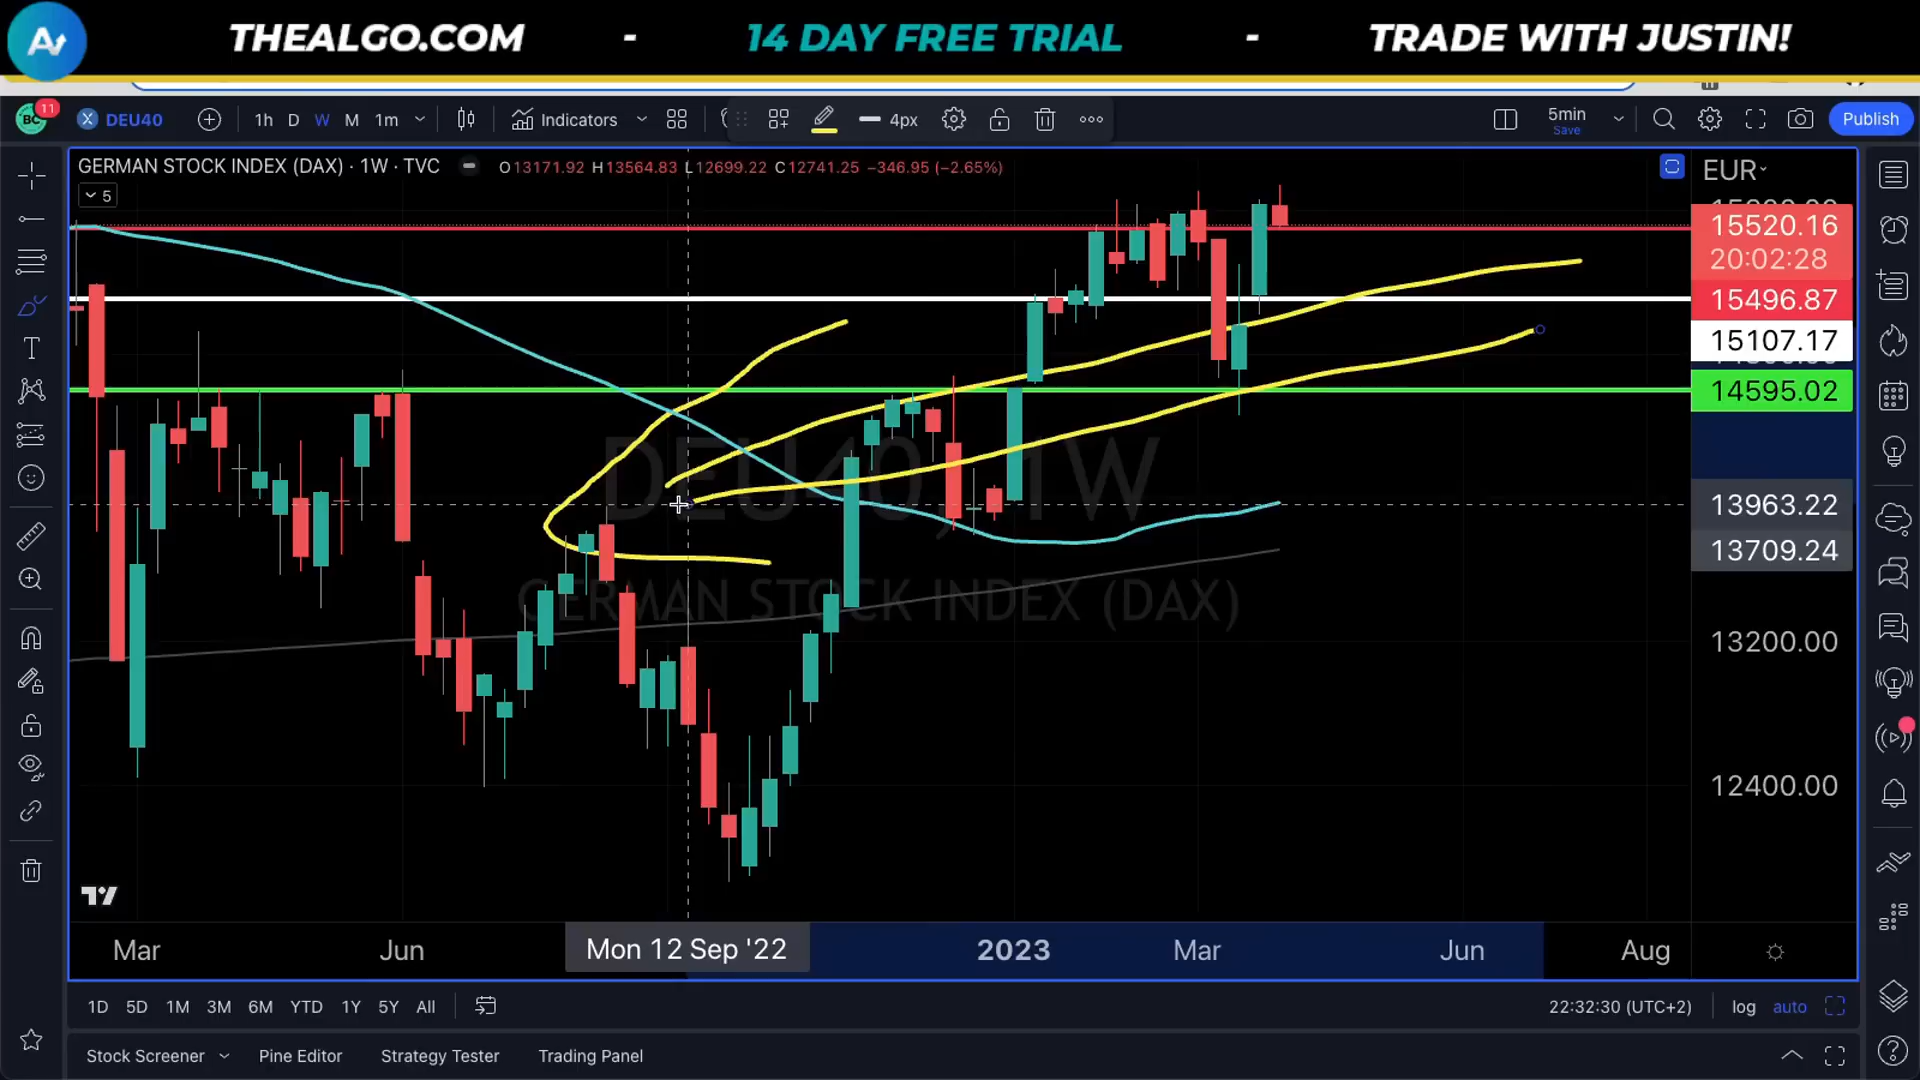 THEALGO.COM - 14 DAY FREE TRIAL - TRADE WITH JUSTIN!
11
DEU40 1h D W M 1m Indicators 4px 5min Save Publish
GERMAN STOCK INDEX (DAX) · 1W · TVC O13171.92 H13564.83 L12699.22 C12741.25 −346.95 (−2.65%)
EUR
5
15520.16
20:02:28
15496.87
15107.17
14595.02
DEU40, 1W
13963.22
13709.24
GERMAN STOCK INDEX (DAX)
13200.00
12400.00
Mar Jun Mon 12 Sep '22 2023 Mar Jun Aug
1D 5D 1M 3M 6M YTD 1Y 5Y All 22:32:30 (UTC+2) log auto
Stock Screener Pine Editor Strategy Tester Trading Panel